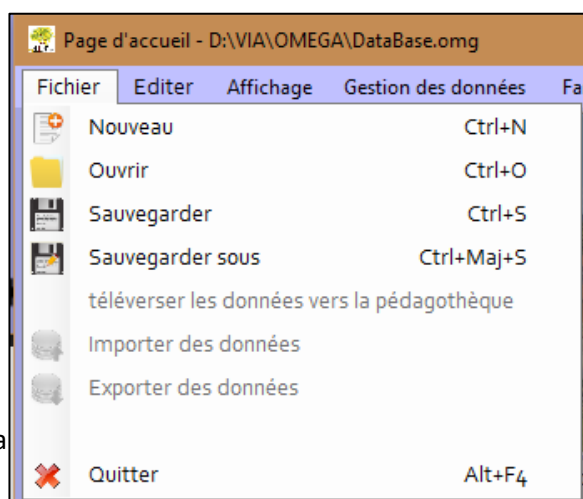 Page d'accueil - D:\VIA\OMEGA\DataBase.omg
Fichier Editer Affichage Gestion des données Fa
Nouveau Ctrl+N
Ouvrir Ctrl+O
Sauvegarder Ctrl+S
Sauvegarder sous Ctrl+Maj+S
téléverser les données vers la pédagothèque
Importer des données
Exporter des données
a
Quitter Alt+F4